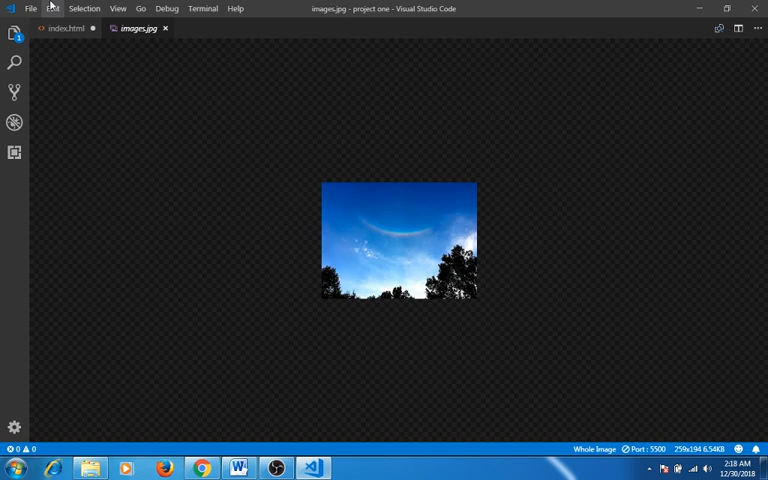 File Edit Selection View Go Debug Terminal Help images.jpg - project one - Visual Studio Code
index.html images.jpg
1
0 0 Whole Image Port : 5500 259x194 6.54KB
W
2:18 AM
12/30/2018